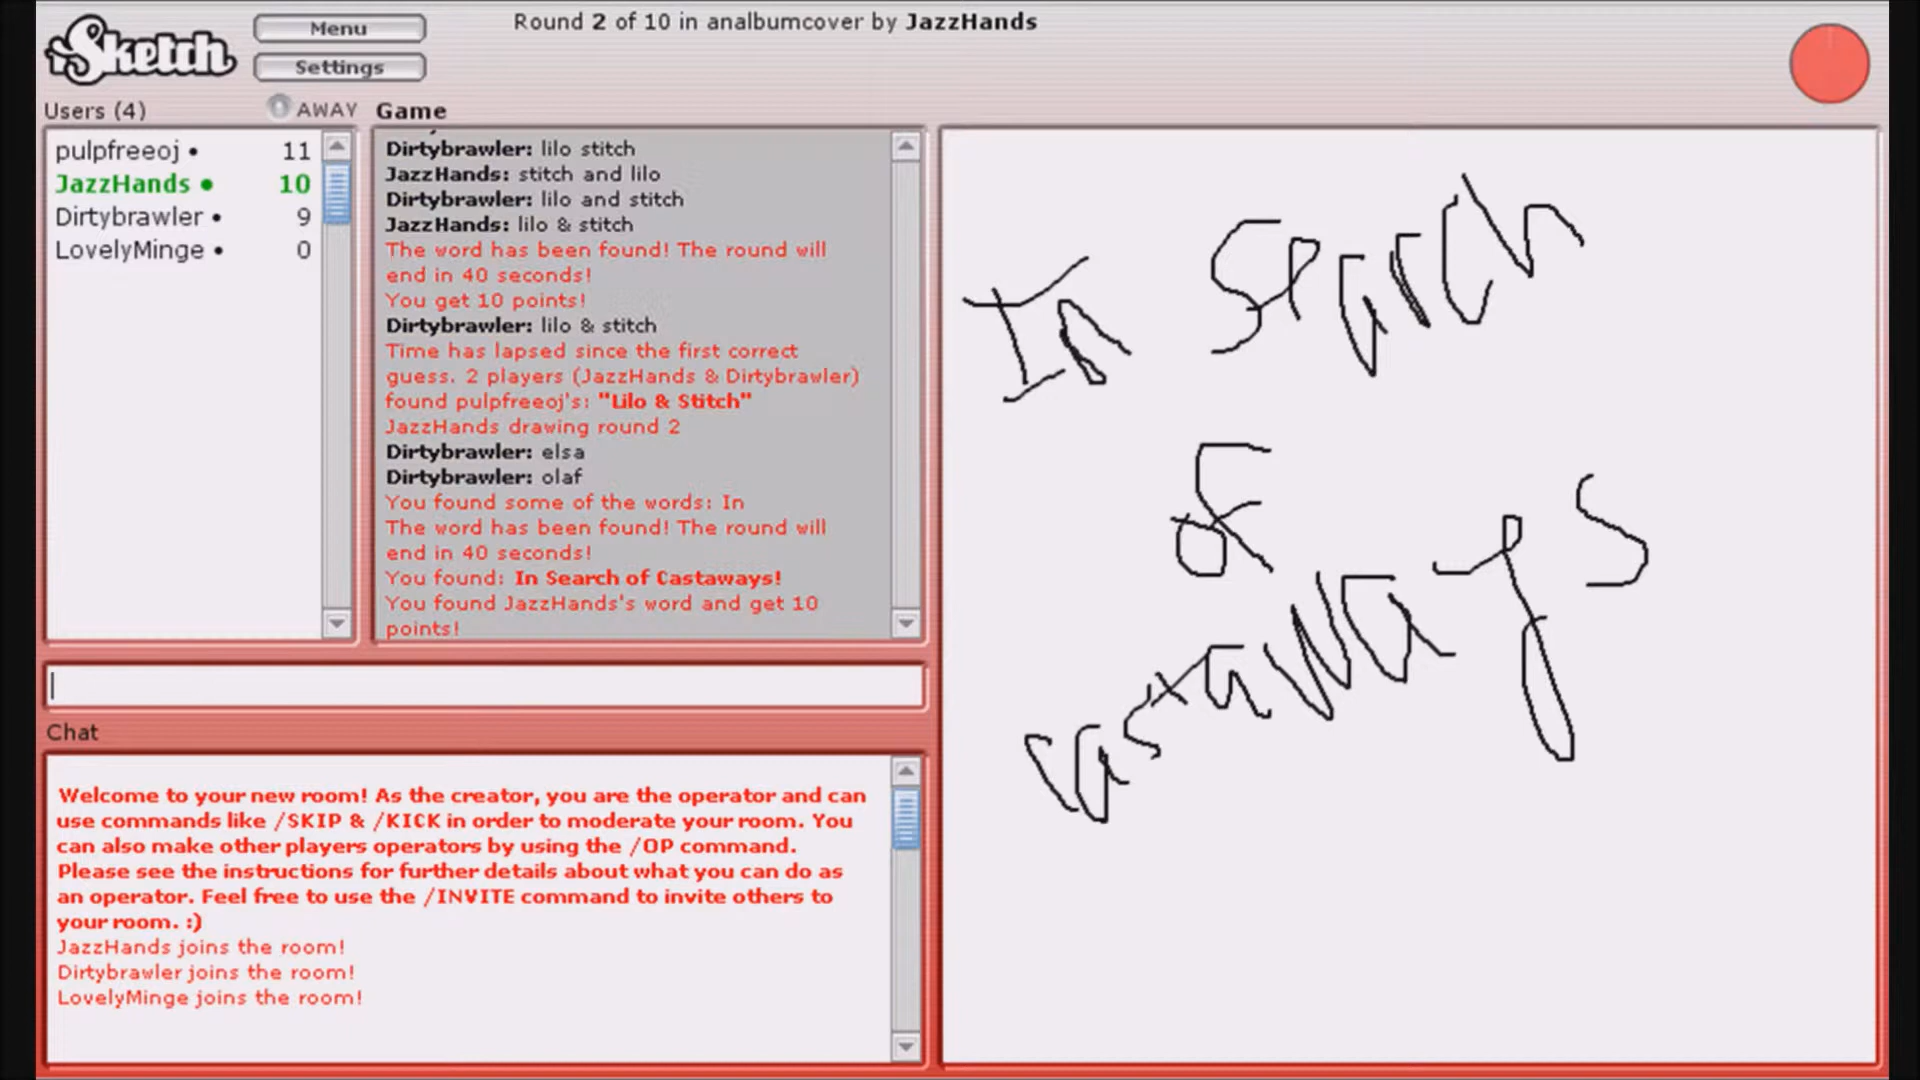 iSketch
Menu
Settings
Round 2 of 10 in analbumcover by JazzHands
Users (4)
AWAY
pulpfreeoj • 11
JazzHands • 10
Dirtybrawler • 9
LovelyMinge • 0
Game
Dirtybrawler: lilo stitch
JazzHands: stitch and lilo
Dirtybrawler: lilo and stitch
JazzHands: lilo & stitch
The word has been found! The round will
end in 40 seconds!
You get 10 points!
Dirtybrawler: lilo & stitch
Time has lapsed since the first correct
guess. 2 players (JazzHands & Dirtybrawler)
found pulpfreeoj's: "Lilo & Stitch"
JazzHands drawing round 2
Dirtybrawler: elsa
Dirtybrawler: olaf
You found some of the words: In
The word has been found! The round will
end in 40 seconds!
You found: In Search of Castaways!
You found JazzHands's word and get 10
points!
Chat
Welcome to your new room! As the creator, you are the operator and can
use commands like /SKIP & /KICK in order to moderate your room. You
can also make other players operators by using the /OP command.
Please see the instructions for further details about what you can do as
an operator. Feel free to use the /INVITE command to invite others to
your room. :)
JazzHands joins the room!
Dirtybrawler joins the room!
LovelyMinge joins the room!
In Search
of
castaways